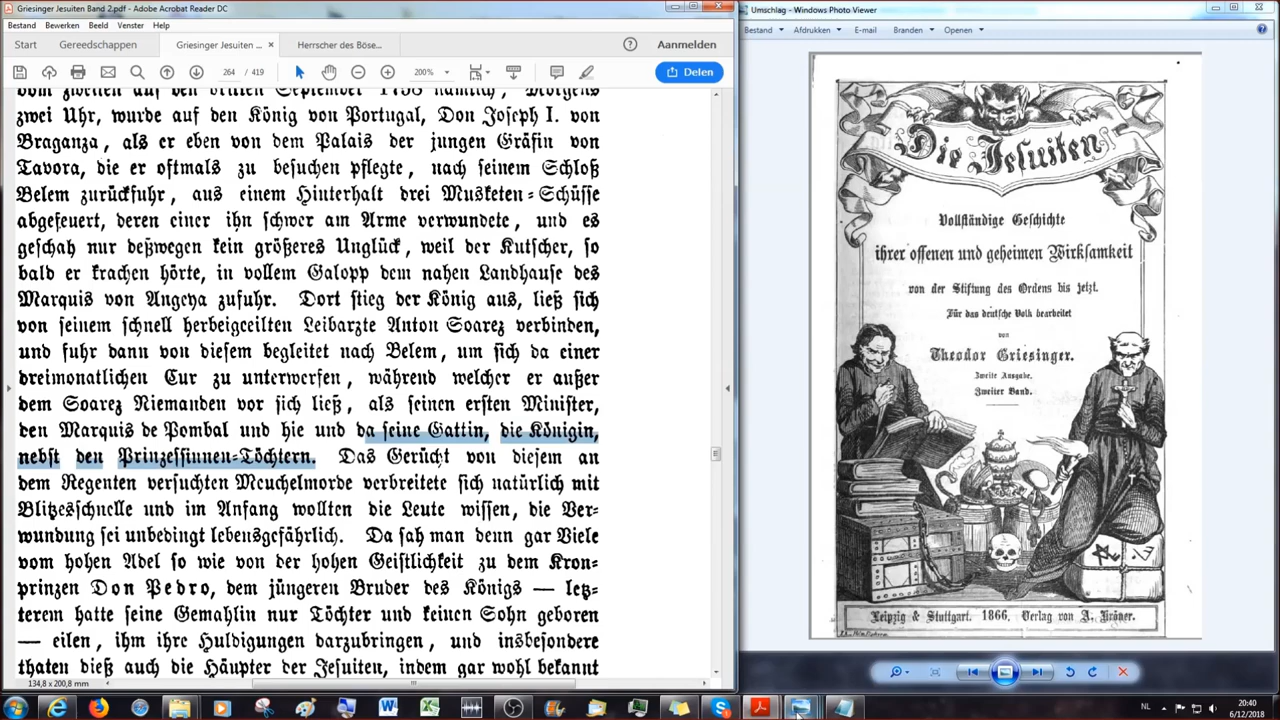 Griesinger Jesuiten Band 2.pdf - Adobe Acrobat Reader DC
Bestand Bewerken Beeld Venster Help
Start Gereedschappen Griesinger Jesuiten ... × Herrscher des Böse... Aanmelden
264 / 419 200% Delen
vom zweiten auf den dritten September 1758 nämlich, Morgens
zwei Uhr, wurde auf den König von Portugal, Don Joseph I. von
Braganza, als er eben von dem Palais der jungen Gräfin von
Tavora, die er oftmals zu besuchen pflegte, nach seinem Schloß
Belem zurückfuhr, aus einem Hinterhalt drei Musketen-Schüsse
abgefeuert, deren einer ihn schwer am Arme verwundete, und es
geschah nur deßwegen kein größeres Unglück, weil der Kutscher, so
bald er krachen hörte, in vollem Galopp dem nahen Landhause des
Marquis von Angeya zufuhr. Dort stieg der König aus, ließ sich
von seinem schnell herbeigeeilten Leibarzte Anton Soarez verbinden,
und fuhr dann von diesem begleitet nach Belem, um sich da einer
dreimonatlichen Cur zu unterwerfen, während welcher er außer
dem Soarez Niemanden vor sich ließ, als seinen ersten Minister,
den Marquis de Pombal und hie und da seine Gattin, die Königin,
nebst den Prinzessinnen-Töchtern. Das Gerücht von diesem an
dem Regenten versuchten Meuchelmorde verbreitete sich natürlich mit
Blitzesschnelle und im Anfang wollten die Leute wissen, die Ver-
wundung sei unbedingt lebensgefährlich. Da sah man denn gar Viele
vom hohen Adel so wie von der hohen Geistlichkeit zu dem Kron-
prinzen Don Pedro, dem jüngeren Bruder des Königs — letz-
terem hatte seine Gemahlin nur Töchter und keinen Sohn geboren
— eilen, ihm ihre Huldigungen darzubringen, und insbesondere
thaten dieß auch die Häupter der Jesuiten, indem gar wohl bekannt
134,8 x 200,8 mm
Umschlag - Windows Photo Viewer
Bestand Afdrukken E-mail Branden Openen
Die Jesuiten
Vollständige Geschichte
ihrer offenen und geheimen Wirksamkeit
von der Stiftung des Ordens bis jetzt.
Für das deutsche Volk bearbeitet
von
Theodor Griesinger.
Zweite Ausgabe.
Zweiter Band.
Leipzig & Stuttgart. 1866. Verlag von A. Kröner.
NL 20:40
6/12/2018